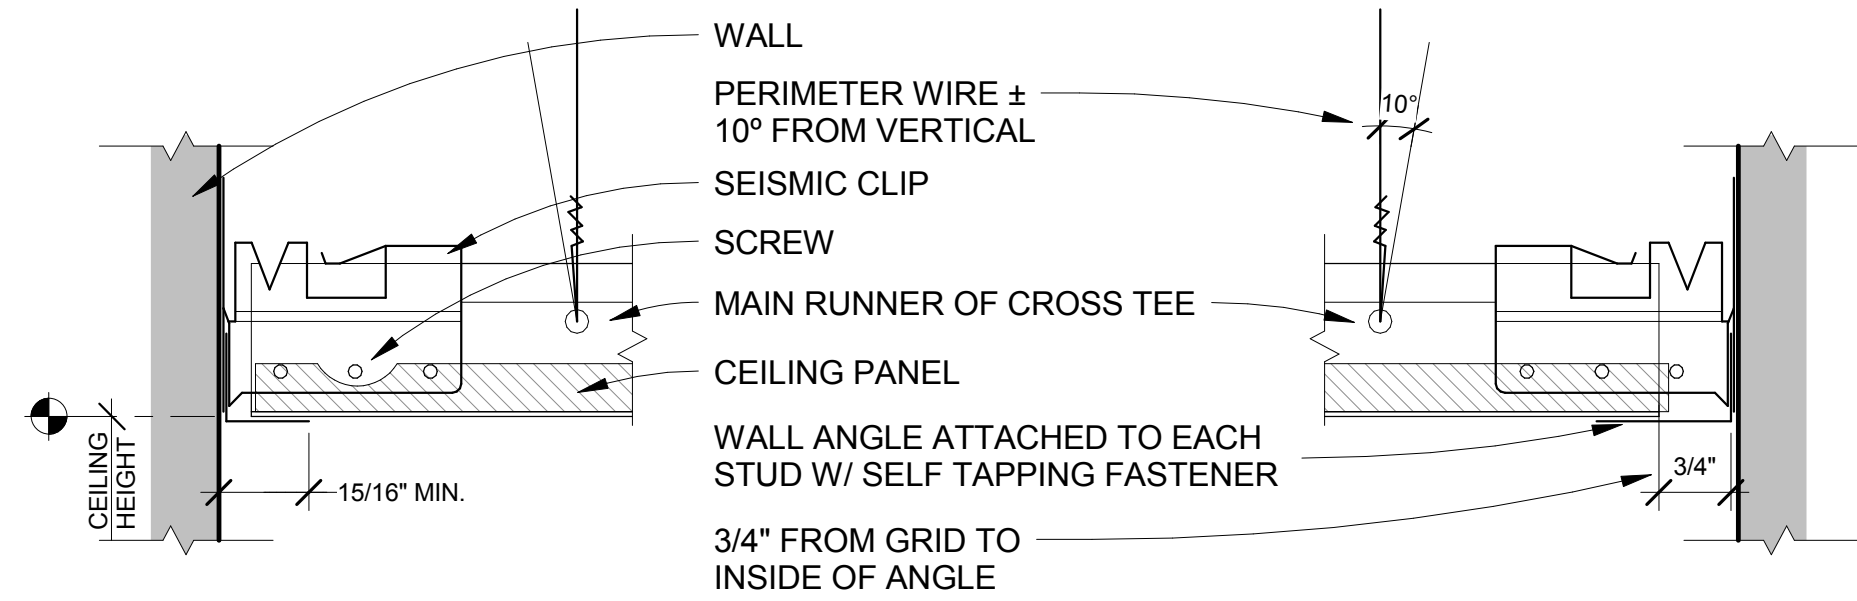 WALL
PERIMETER WIRE ±
10º FROM VERTICAL
10°
SEISMIC CLIP
SCREW
MAIN RUNNER OF CROSS TEE
CEILING PANEL
WALL ANGLE ATTACHED TO EACH
STUD W/ SELF TAPPING FASTENER
3/4" FROM GRID TO
INSIDE OF ANGLE
CEILING
HEIGHT
15/16" MIN.
3/4"